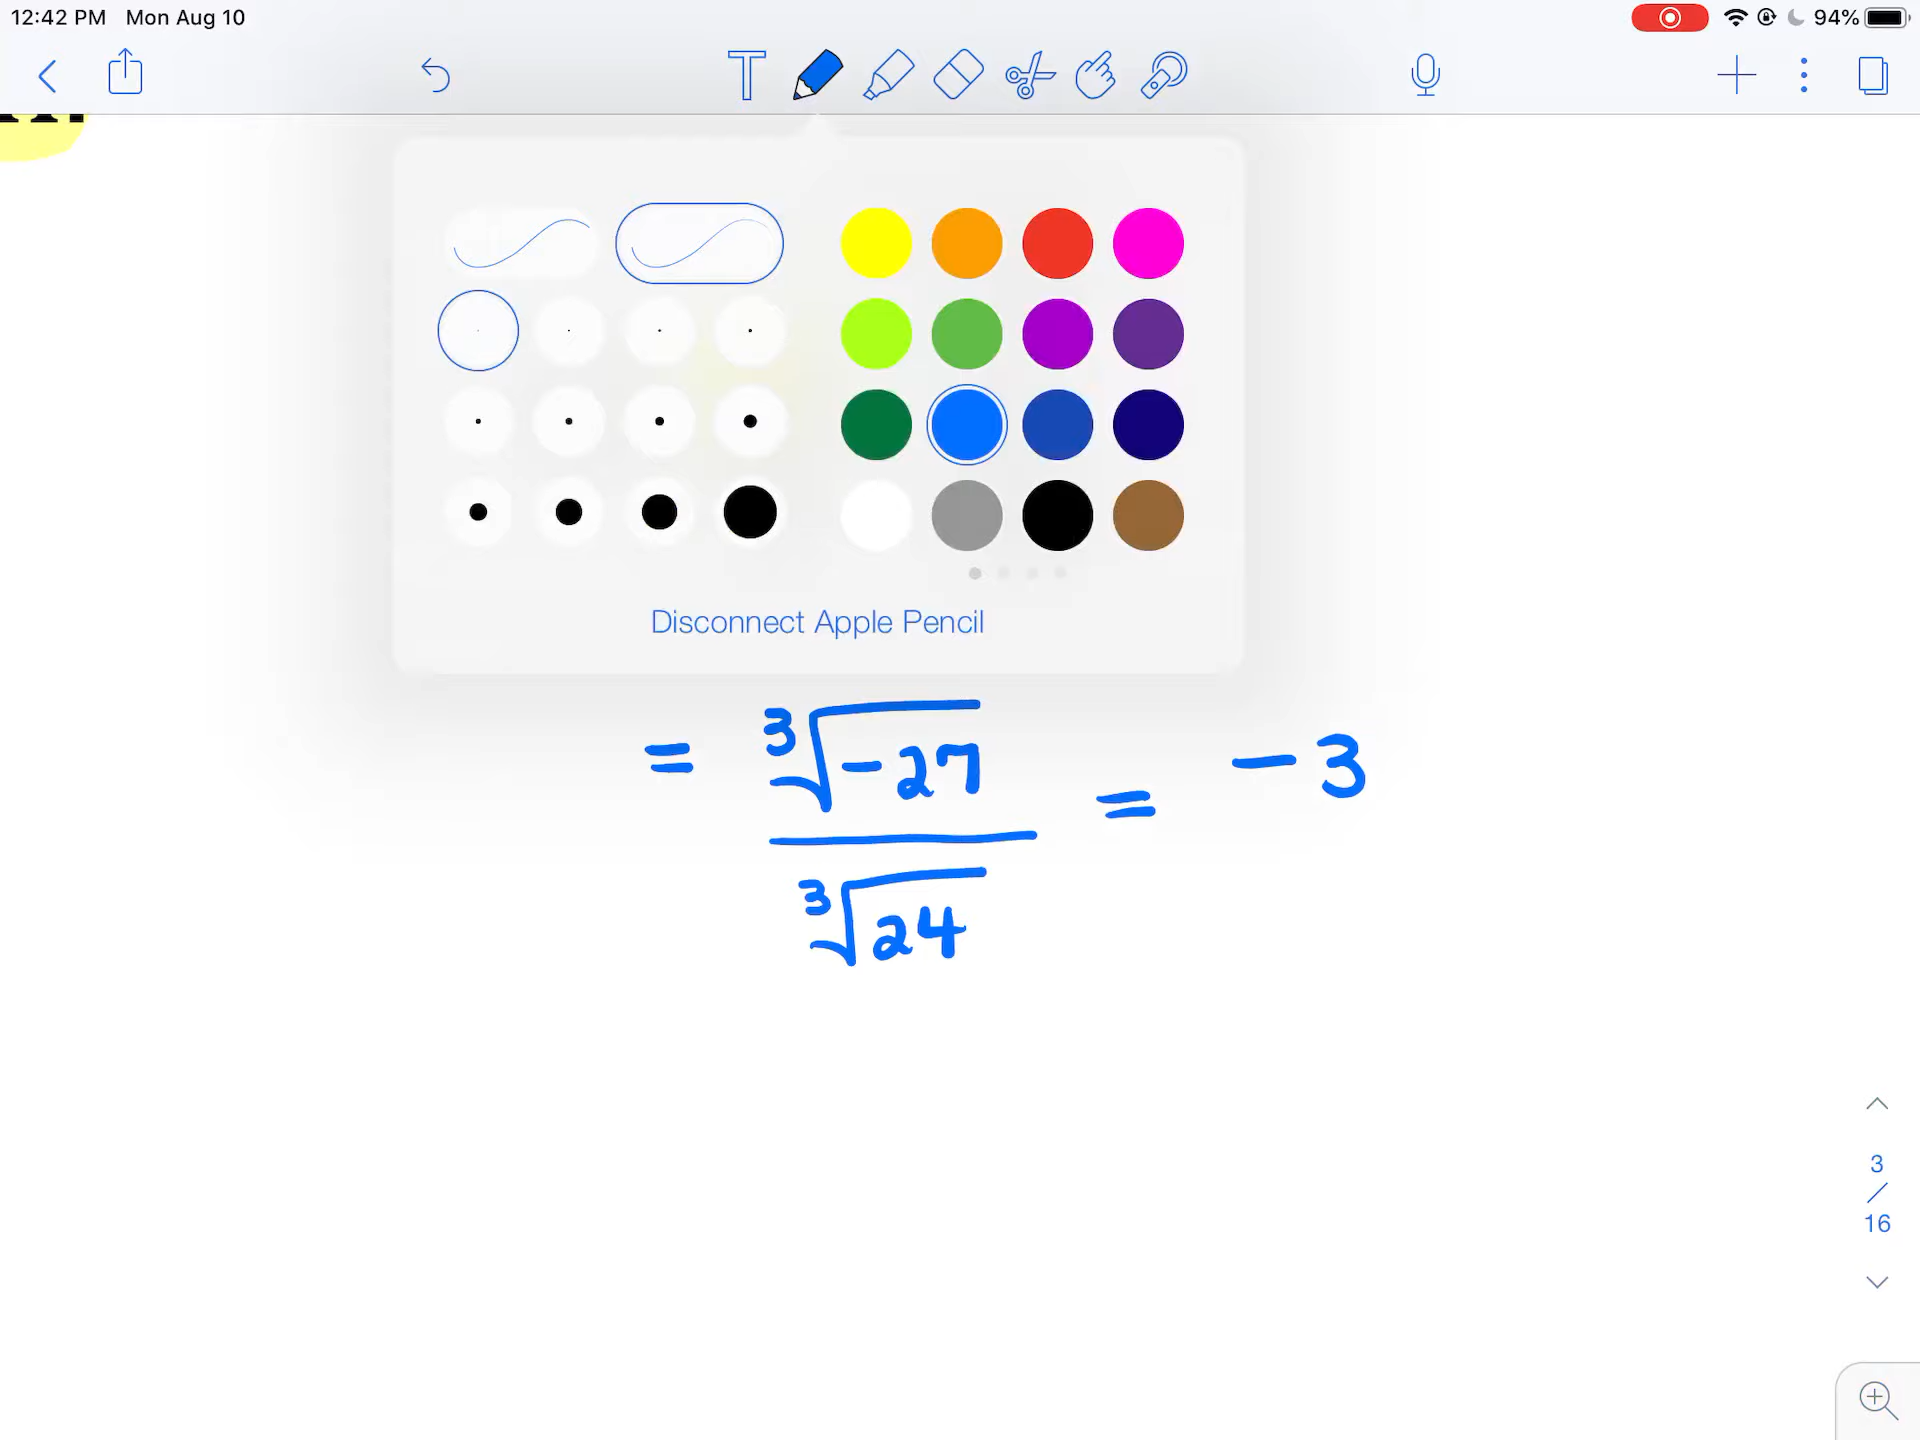 12:42 PM Mon Aug 10 94%
T
Disconnect Apple Pencil
= ∛-27 / ∛24 = -3
3
/
16